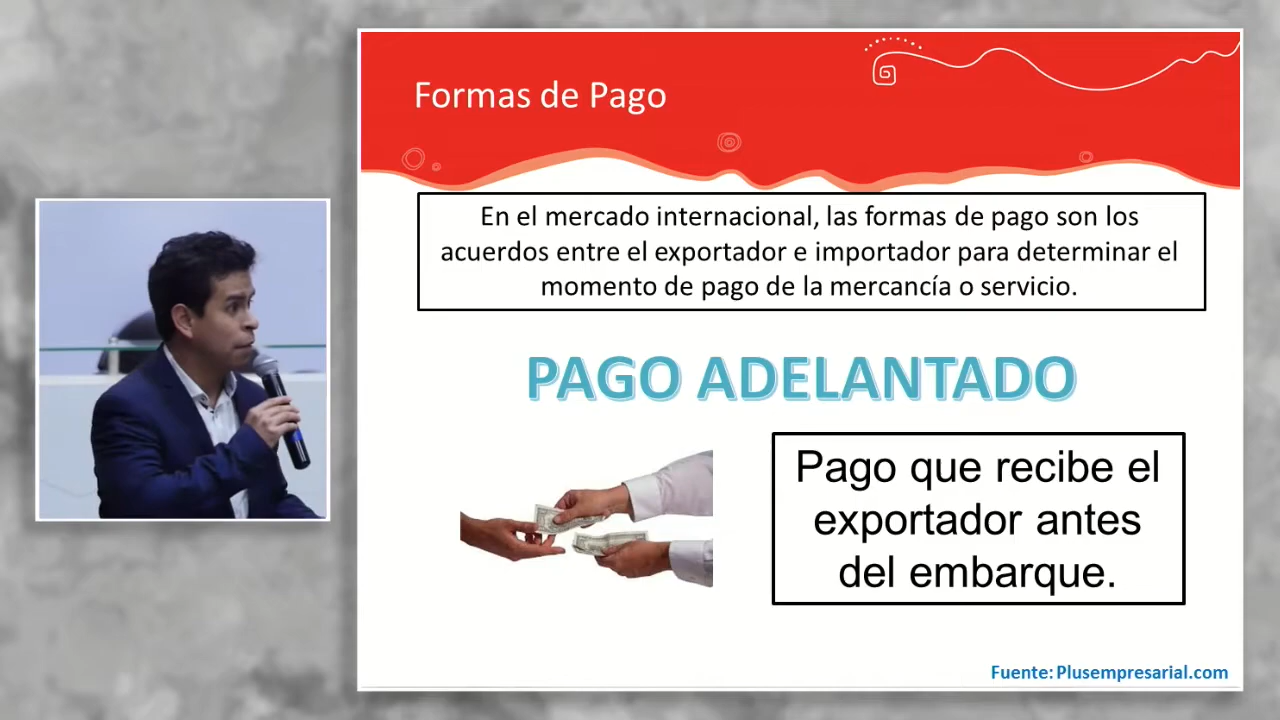 Formas de Pago
En el mercado internacional, las formas de pago son los
acuerdos entre el exportador e importador para determinar el
momento de pago de la mercancía o servicio.
PAGO ADELANTADO
Pago que recibe el
exportador antes
del embarque.
Fuente: Plusempresarial.com